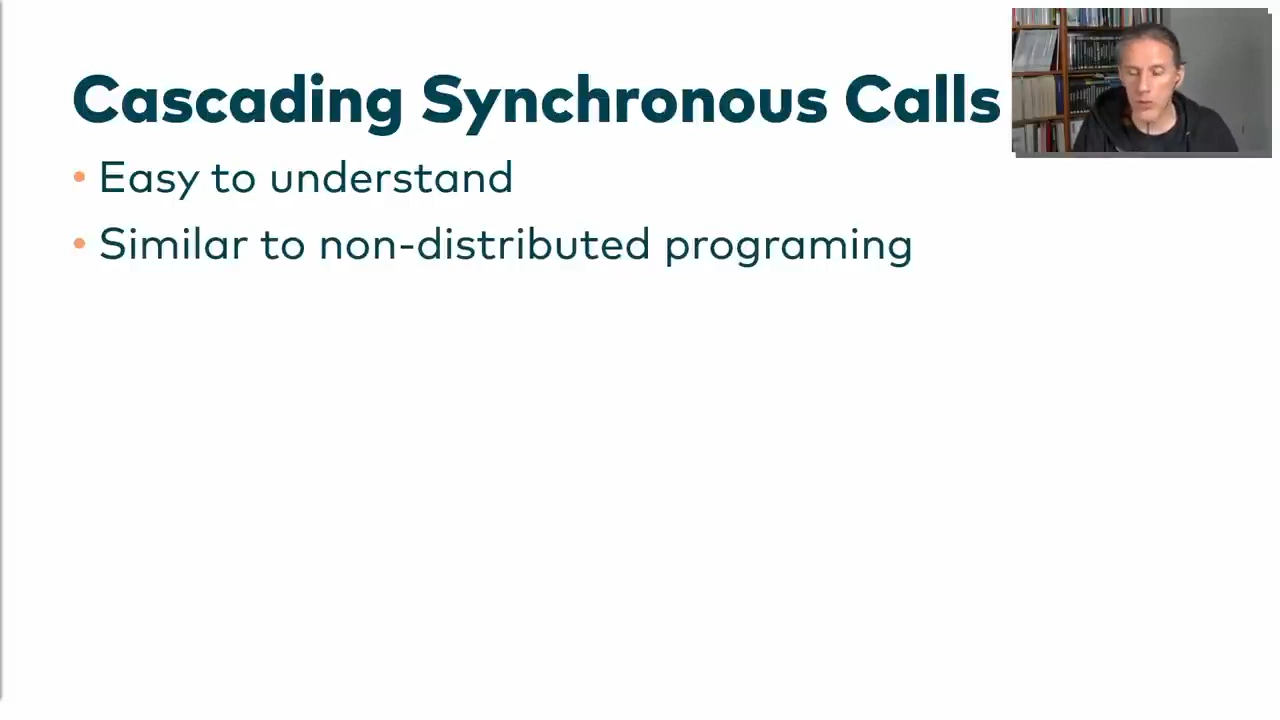 Cascading Synchronous Calls
• Easy to understand
• Similar to non-distributed programing